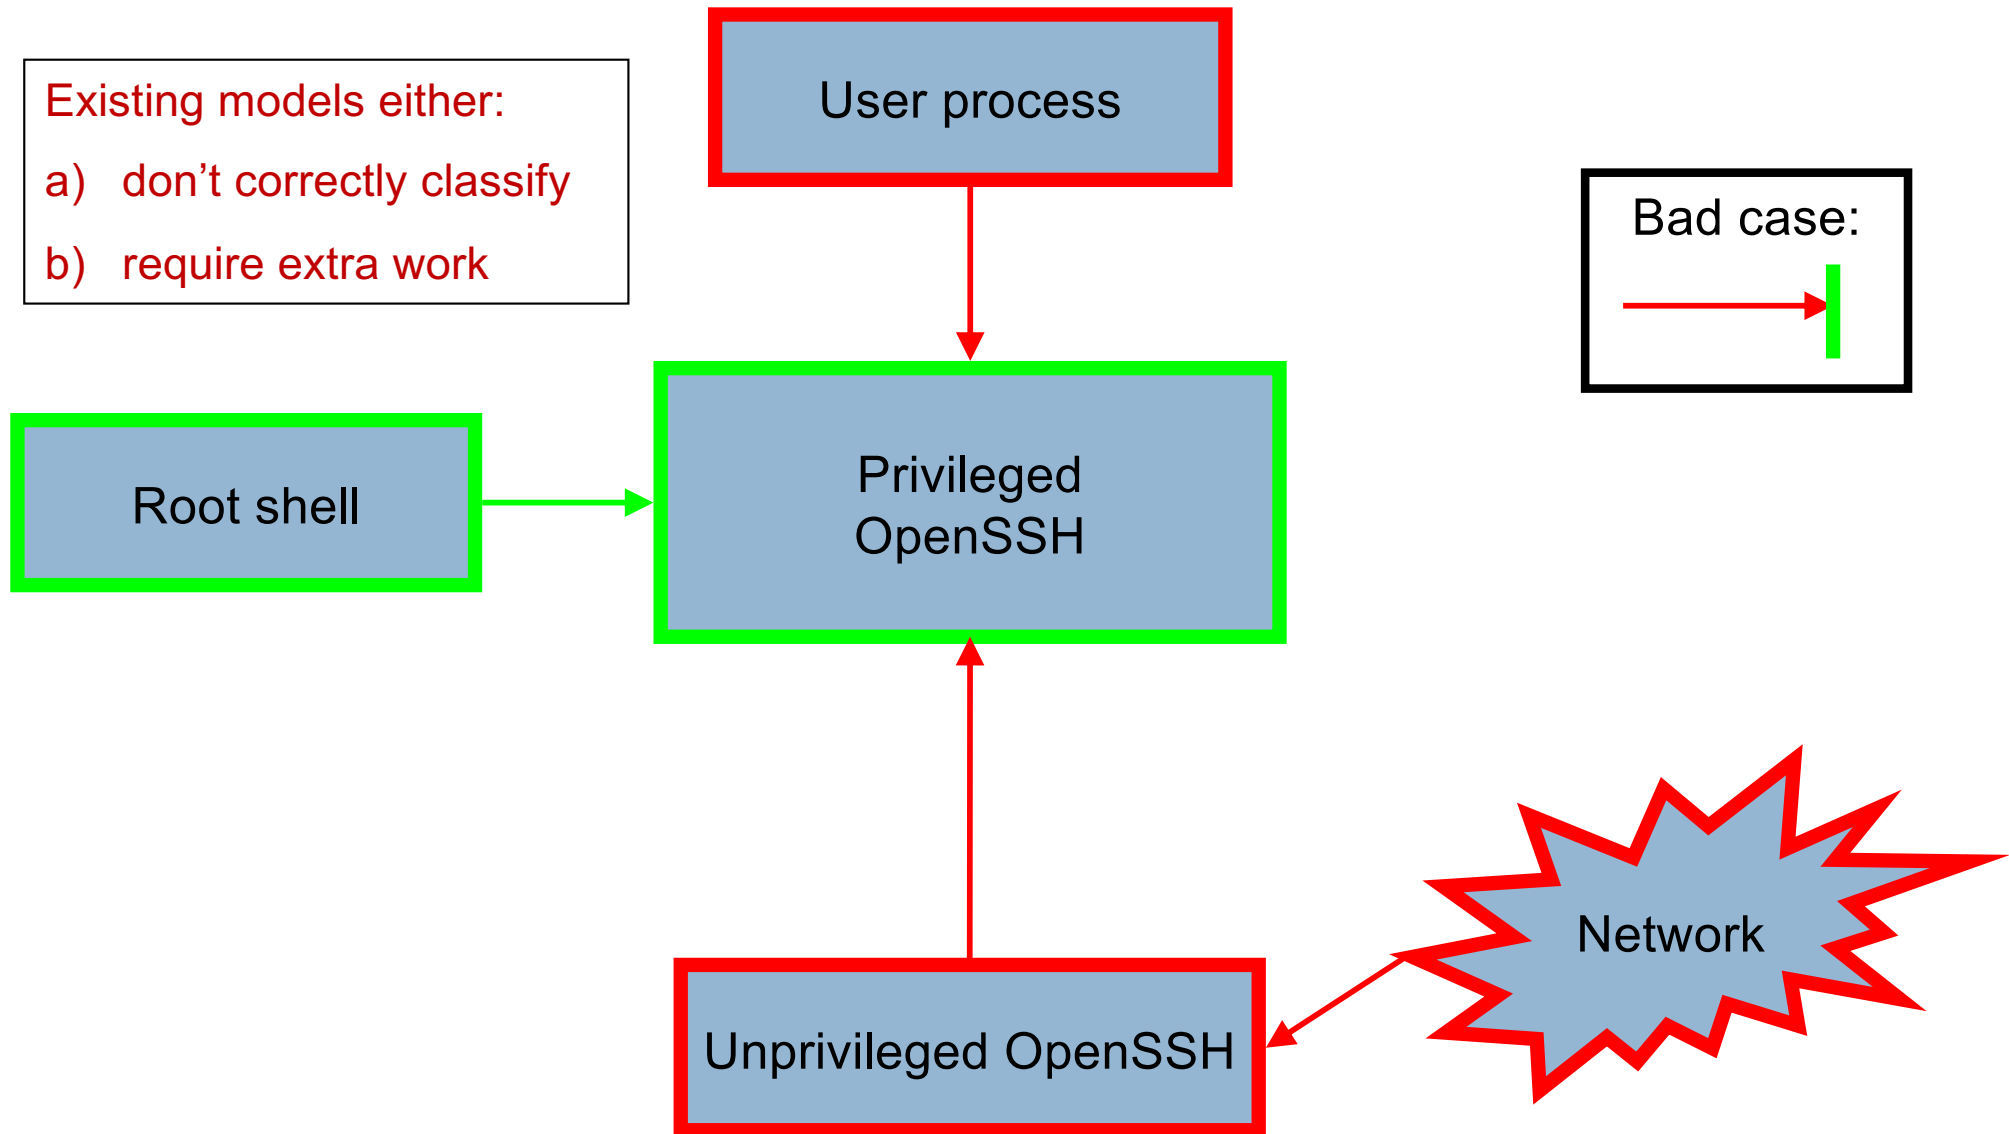 Existing models either:
a) don’t correctly classify
b) require extra work
User process
Bad case:
Root shell
Privileged
OpenSSH
Network
Unprivileged OpenSSH